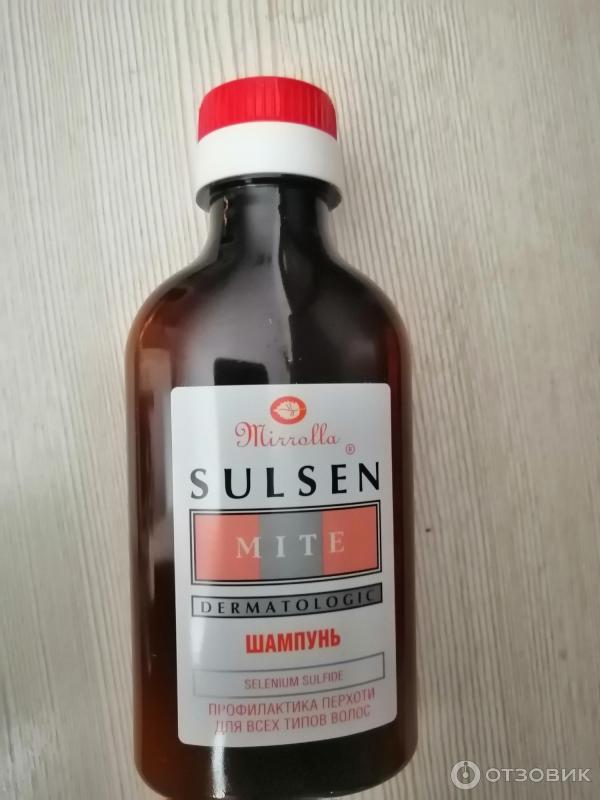 Mirrolla ®
SULSEN
MITE
DERMATOLOGIC
ШАМПУНЬ
SELENIUM SULFIDE
ПРОФИЛАКТИКА ПЕРХОТИ
ДЛЯ ВСЕХ ТИПОВ ВОЛОС
ОТЗОВИК